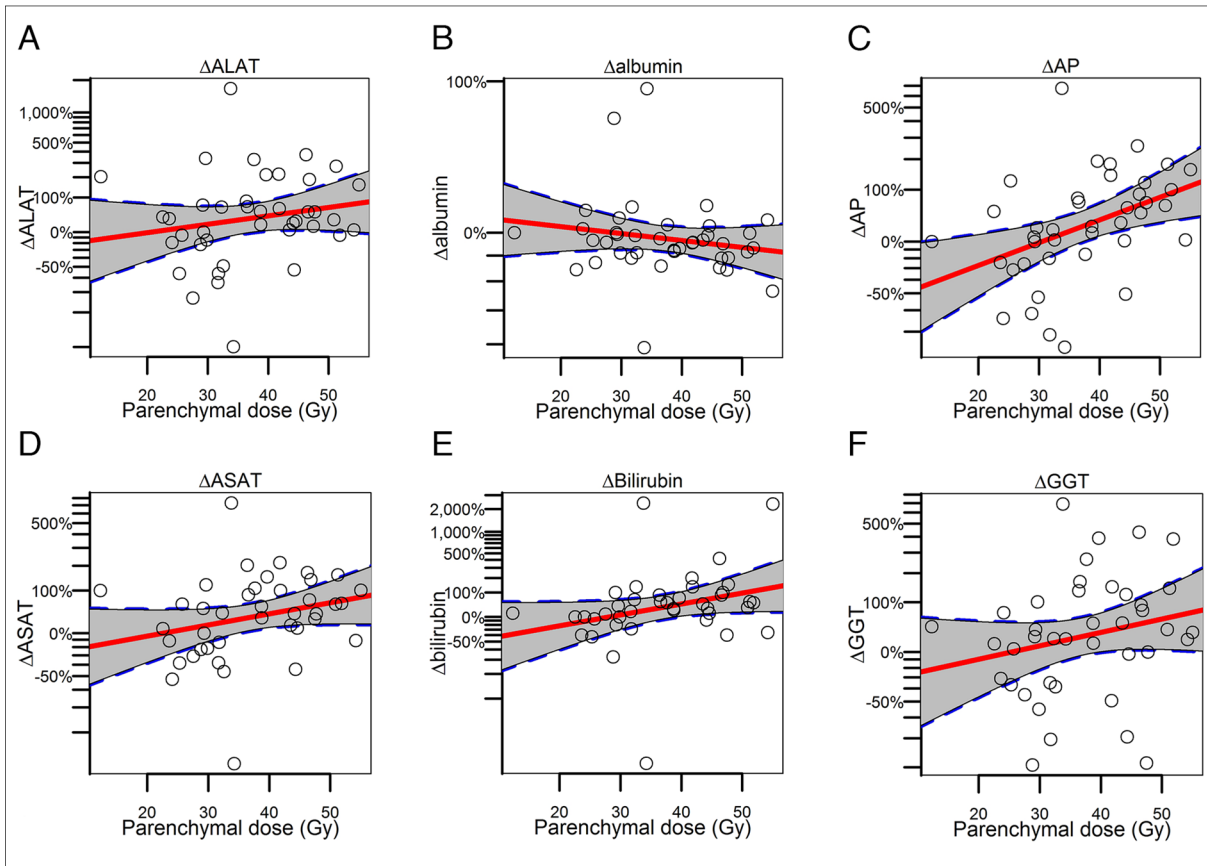 A
ΔALAT
ΔALAT
1,000%
500%
100%
0%
-50%
20 30 40 50
Parenchymal dose (Gy)
B
Δalbumin
Δalbumin
100%
0%
20 30 40 50
Parenchymal dose (Gy)
C
ΔAP
ΔAP
500%
100%
0%
-50%
20 30 40 50
Parenchymal dose (Gy)
D
ΔASAT
ΔASAT
500%
100%
0%
-50%
20 30 40 50
Parenchymal dose (Gy)
E
ΔBilirubin
Δbilirubin
2,000%
1,000%
500%
100%
0%
-50%
20 30 40 50
Parenchymal dose (Gy)
F
ΔGGT
ΔGGT
500%
100%
0%
-50%
20 30 40 50
Parenchymal dose (Gy)